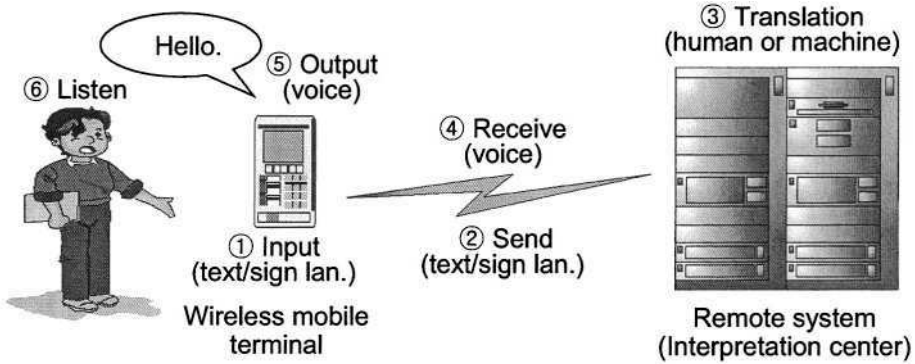 Hello.
⑥ Listen
⑤ Output
(voice)
③ Translation
(human or machine)
④ Receive
(voice)
① Input
(text/sign lan.)
② Send
(text/sign lan.)
Wireless mobile
terminal
Remote system
(Interpretation center)